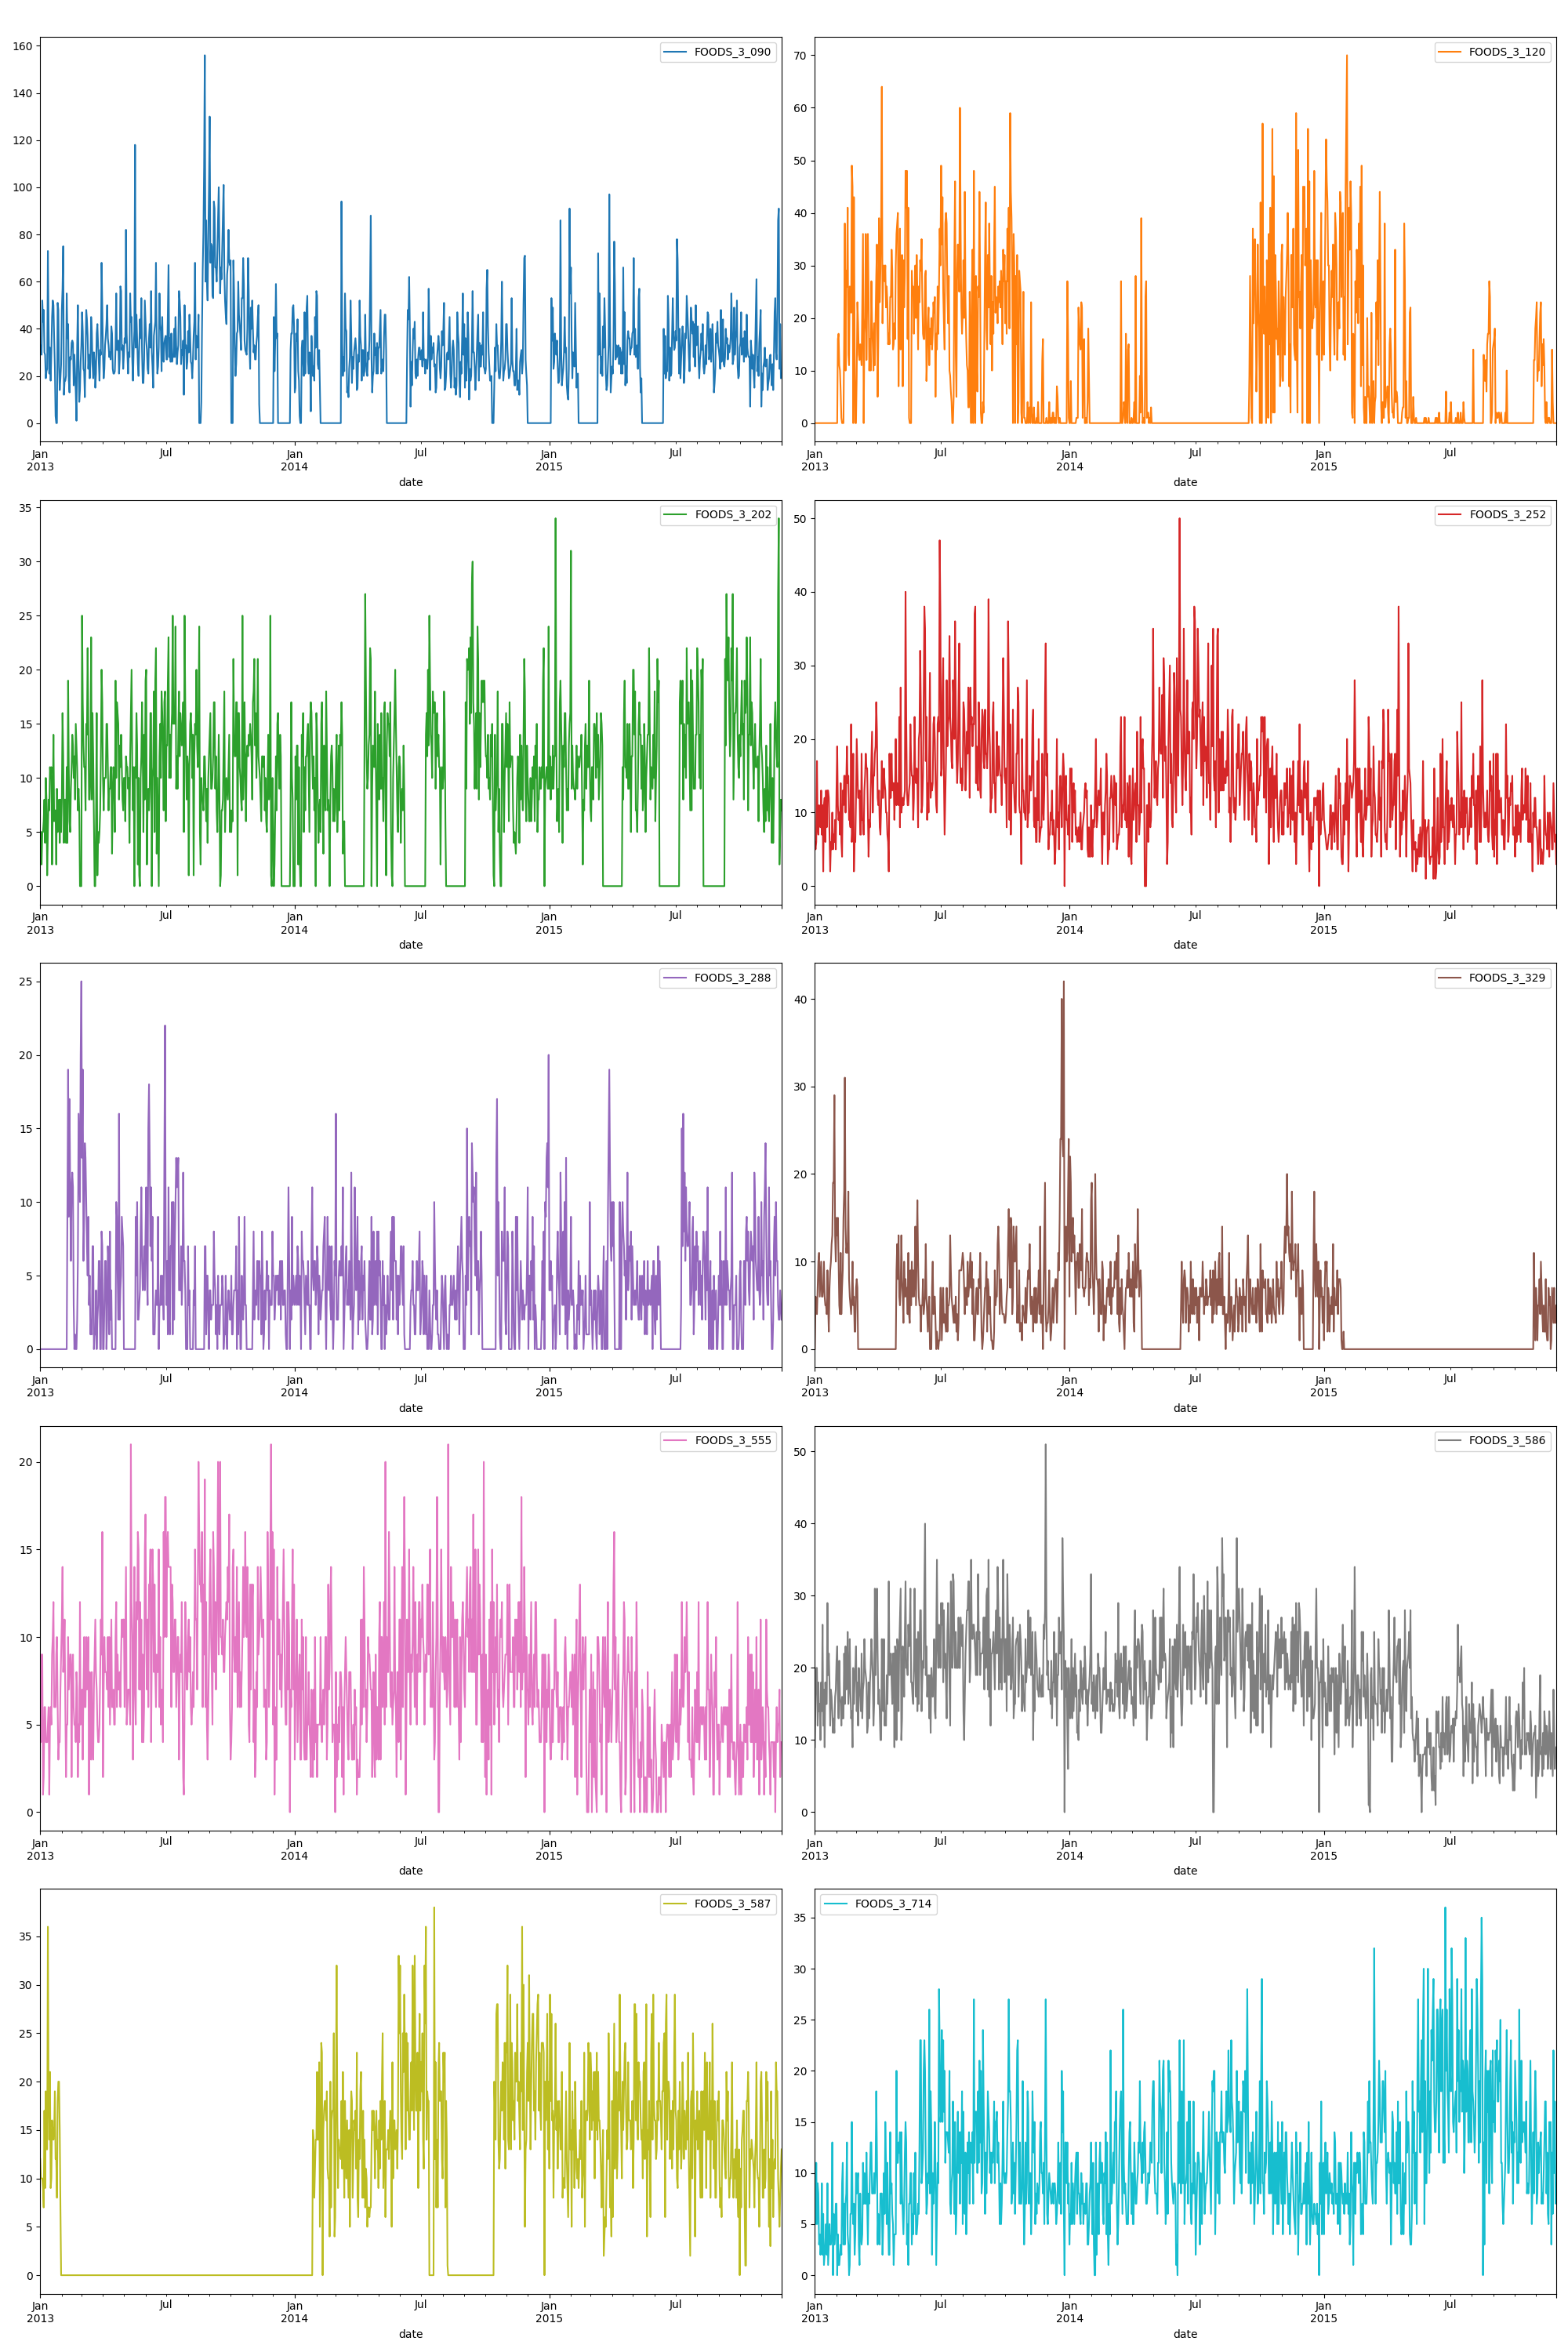 FOODS_3_090
160
140
120
100
80
60
40
20
0
Jan
2013
Jul
Jan
2014
Jul
Jan
2015
Jul
date
FOODS_3_120
70
60
50
40
30
20
10
0
Jan
2013
Jul
Jan
2014
Jul
Jan
2015
Jul
date
FOODS_3_202
35
30
25
20
15
10
5
0
Jan
2013
Jul
Jan
2014
Jul
Jan
2015
Jul
date
FOODS_3_252
50
40
30
20
10
0
Jan
2013
Jul
Jan
2014
Jul
Jan
2015
Jul
date
FOODS_3_288
25
20
15
10
5
0
Jan
2013
Jul
Jan
2014
Jul
Jan
2015
Jul
date
FOODS_3_329
40
30
20
10
0
Jan
2013
Jul
Jan
2014
Jul
Jan
2015
Jul
date
FOODS_3_555
20
15
10
5
0
Jan
2013
Jul
Jan
2014
Jul
Jan
2015
Jul
date
FOODS_3_586
50
40
30
20
10
0
Jan
2013
Jul
Jan
2014
Jul
Jan
2015
Jul
date
FOODS_3_587
35
30
25
20
15
10
5
0
Jan
2013
Jul
Jan
2014
Jul
Jan
2015
Jul
date
FOODS_3_714
35
30
25
20
15
10
5
0
Jan
2013
Jul
Jan
2014
Jul
Jan
2015
Jul
date